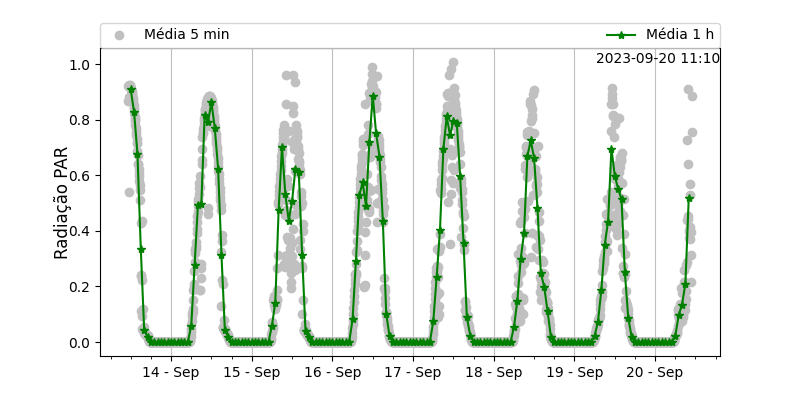 Média 5 min
Média 1 h
2023-09-20 11:10
Radiação PAR
1.0
0.8
0.6
0.4
0.2
0.0
14 - Sep
15 - Sep
16 - Sep
17 - Sep
18 - Sep
19 - Sep
20 - Sep